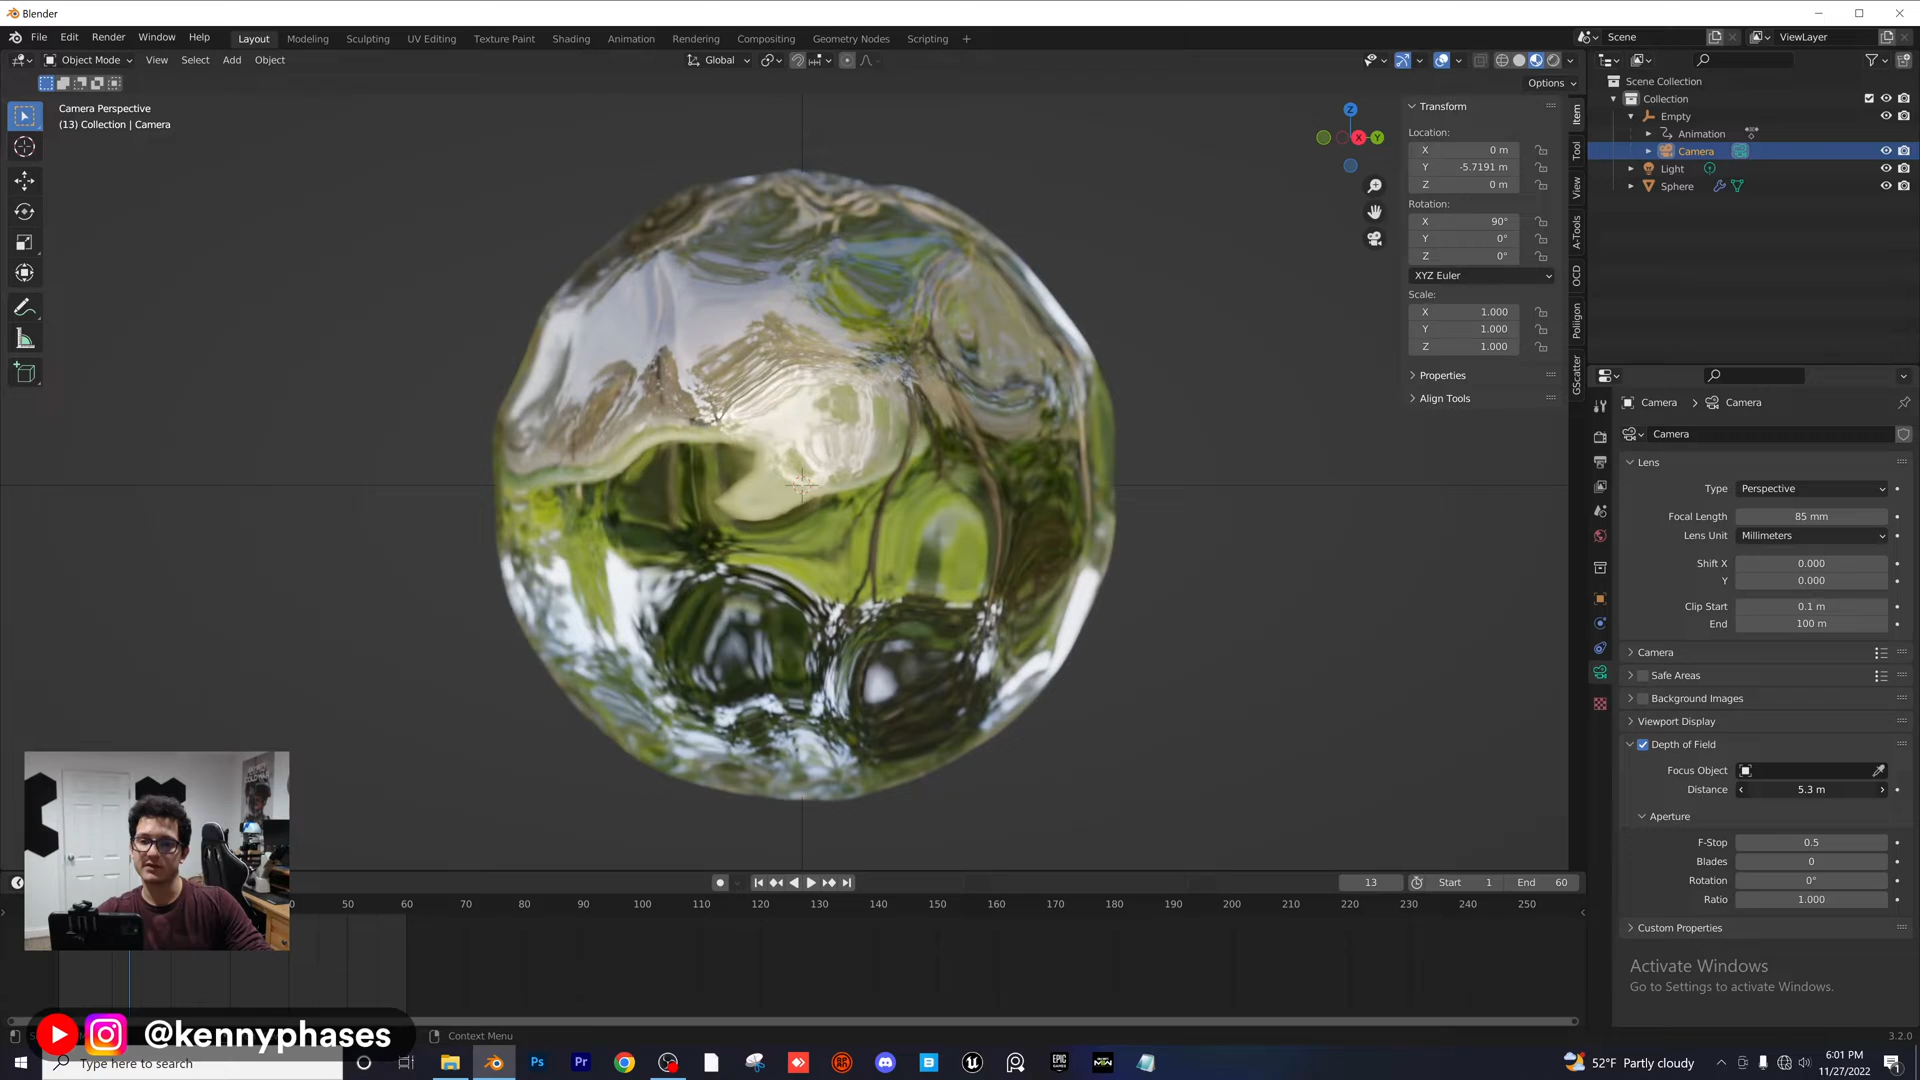 Blender
File Edit Render Window Help
Layout Modeling Sculpting UV Editing Texture Paint Shading Animation Rendering Compositing Geometry Nodes Scripting +
Scene
ViewLayer
Object Mode View Select Add Object
Global
Options
Camera Perspective
(13) Collection | Camera
Z
X
Y
Transform
Location:
X 0 m
Y -5.7191 m
Z 0 m
Rotation:
X 90°
Y 0°
Z 0°
XYZ Euler
Scale:
X 1.000
Y 1.000
Z 1.000
Properties
Align Tools
Item
Tool
View
A-Tools
OCD
Poliigon
GScatter
Scene Collection
Collection
Empty
Animation
Camera
Light
Sphere
Camera Camera
Camera
Lens
Type Perspective
Focal Length 85 mm
Lens Unit Millimeters
Shift X 0.000
Y 0.000
Clip Start 0.1 m
End 100 m
Camera
Safe Areas
Background Images
Viewport Display
Depth of Field
Focus Object
Distance 5.3 m
Aperture
F-Stop 0.5
Blades 0
Rotation 0°
Ratio 1.000
Custom Properties
Activate Windows
Go to Settings to activate Windows.
13 Start 1 End 60
0 50 60 70 80 90 100 110 120 130 140 150 160 170 180 190 200 210 220 230 240 250
@kennyphases
Context Menu
3.2.0
Type here to search
Ps
Pr
52°F Partly cloudy
6:01 PM
11/27/2022